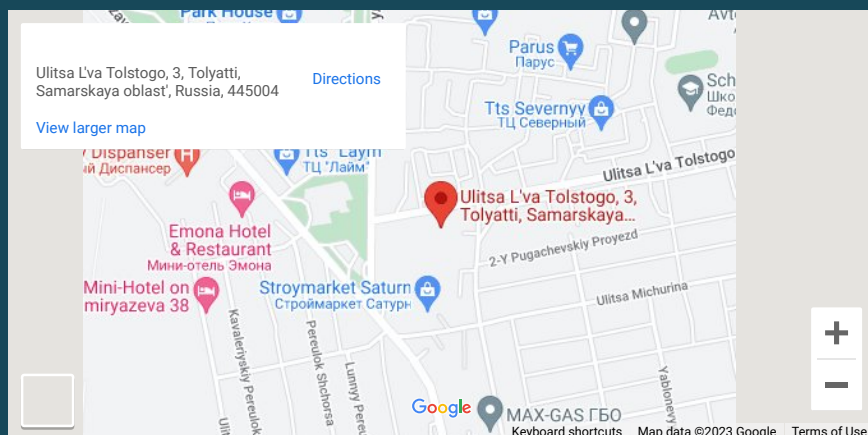 Park House
Avto
Parus
Парус
Ulitsa L'va Tolstogo, 3, Tolyatti,
Samarskaya oblast', Russia, 445004
Directions
View larger map
Sch
Шко
Федо
Tts Severnyy
ТЦ Северный
Dispanser
ый Диспансер
Tts "Laym"
ТЦ "Лайм"
Ulitsa L'va Tolstogo
Ulitsa L'va Tolstogo, 3,
Tolyatti, Samarskaya...
Emona Hotel
& Restaurant
Мини-отель Эмона
2-Y Pugachevskiy Proyezd
Mini-Hotel on
miryazeva 38
Stroymarket Saturn
Строймаркет Сатурн
Ulitsa Michurina
Kavaleriyskiy Pereulok
Pereulok Shchorsa
Lunnyy Pereulok
Yablonevy
Google
MAX-GAS ГБО
Keyboard shortcuts
Map data ©2023 Google
Terms of Use